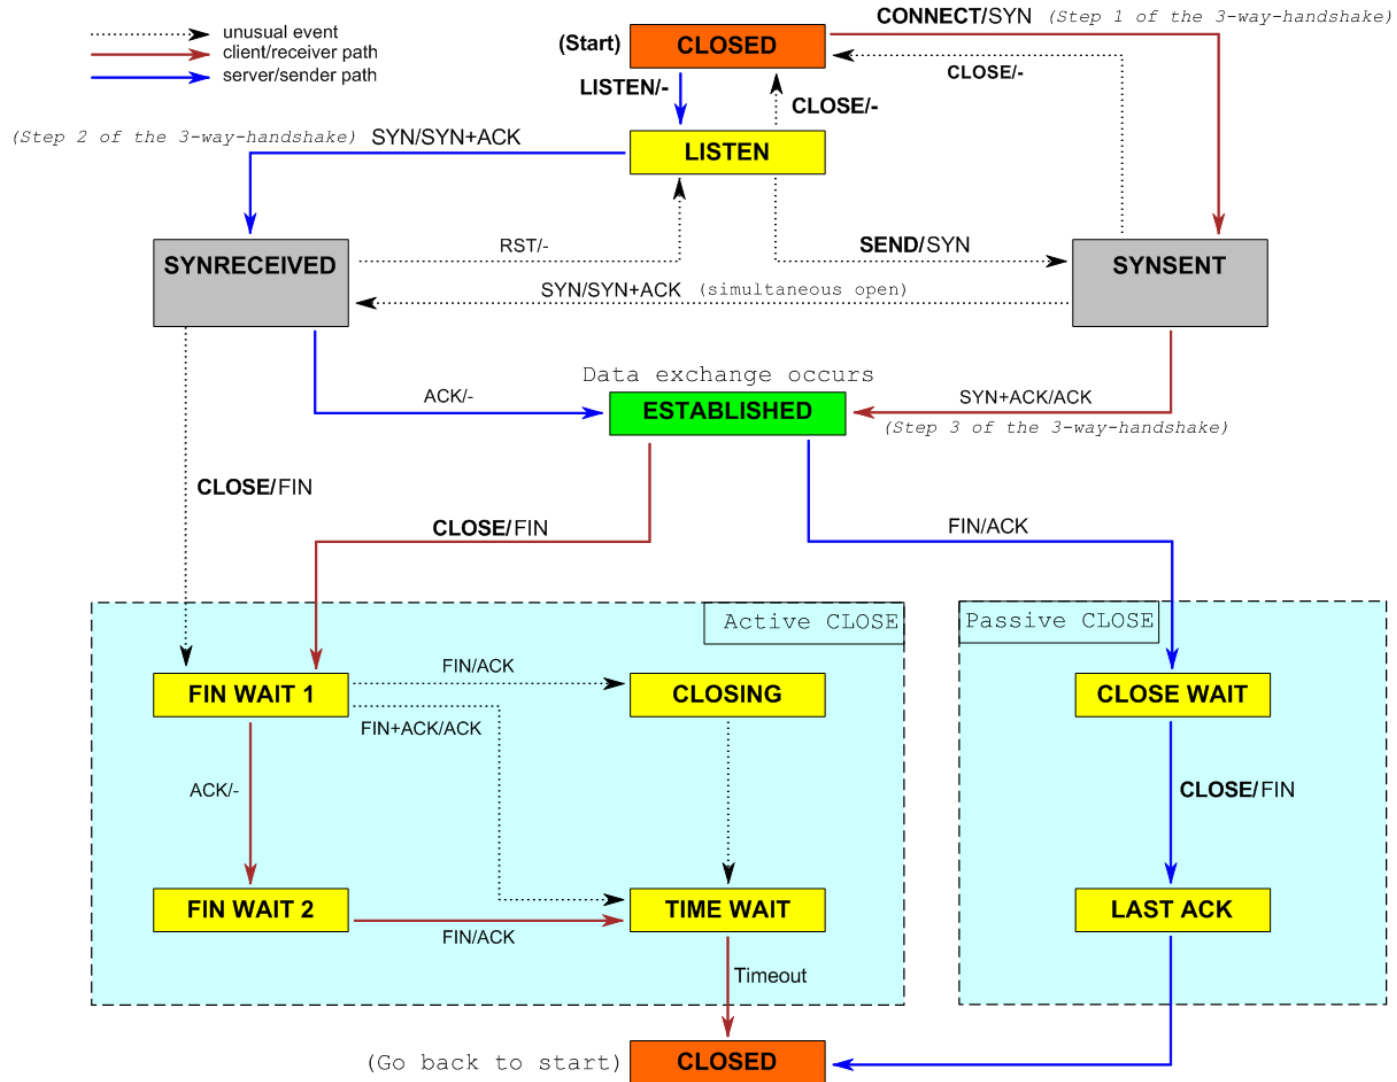 unusual event
client/receiver path
server/sender path
(Start)
CLOSED
CONNECT/SYN (Step 1 of the 3-way-handshake)
CLOSE/-
LISTEN/-
CLOSE/-
(Step 2 of the 3-way-handshake) SYN/SYN+ACK
LISTEN
RST/-
SEND/SYN
SYNRECEIVED
SYNSENT
SYN/SYN+ACK (simultaneous open)
Data exchange occurs
ACK/-
ESTABLISHED
SYN+ACK/ACK
(Step 3 of the 3-way-handshake)
CLOSE/FIN
CLOSE/FIN
FIN/ACK
Active CLOSE
Passive CLOSE
FIN WAIT 1
FIN/ACK
CLOSING
CLOSE WAIT
FIN+ACK/ACK
ACK/-
CLOSE/FIN
FIN WAIT 2
TIME WAIT
LAST ACK
FIN/ACK
Timeout
(Go back to start)
CLOSED